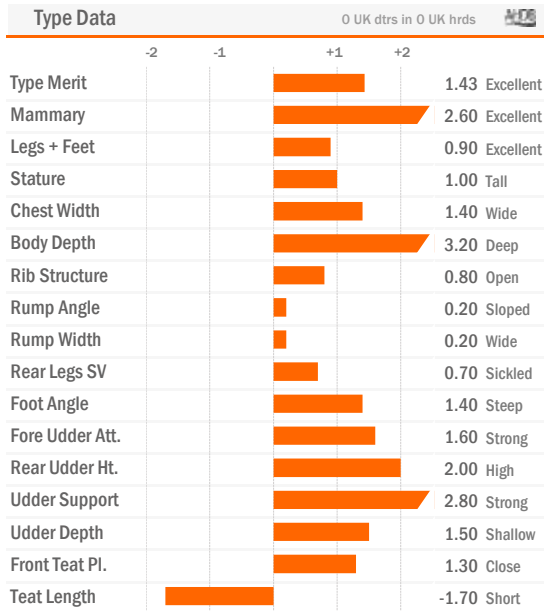 Type Data 0 UK dtrs in 0 UK hrds
-2 -1 +1 +2
Type Merit 1.43 Excellent
Mammary 2.60 Excellent
Legs + Feet 0.90 Excellent
Stature 1.00 Tall
Chest Width 1.40 Wide
Body Depth 3.20 Deep
Rib Structure 0.80 Open
Rump Angle 0.20 Sloped
Rump Width 0.20 Wide
Rear Legs SV 0.70 Sickled
Foot Angle 1.40 Steep
Fore Udder Att. 1.60 Strong
Rear Udder Ht. 2.00 High
Udder Support 2.80 Strong
Udder Depth 1.50 Shallow
Front Teat Pl. 1.30 Close
Teat Length -1.70 Short